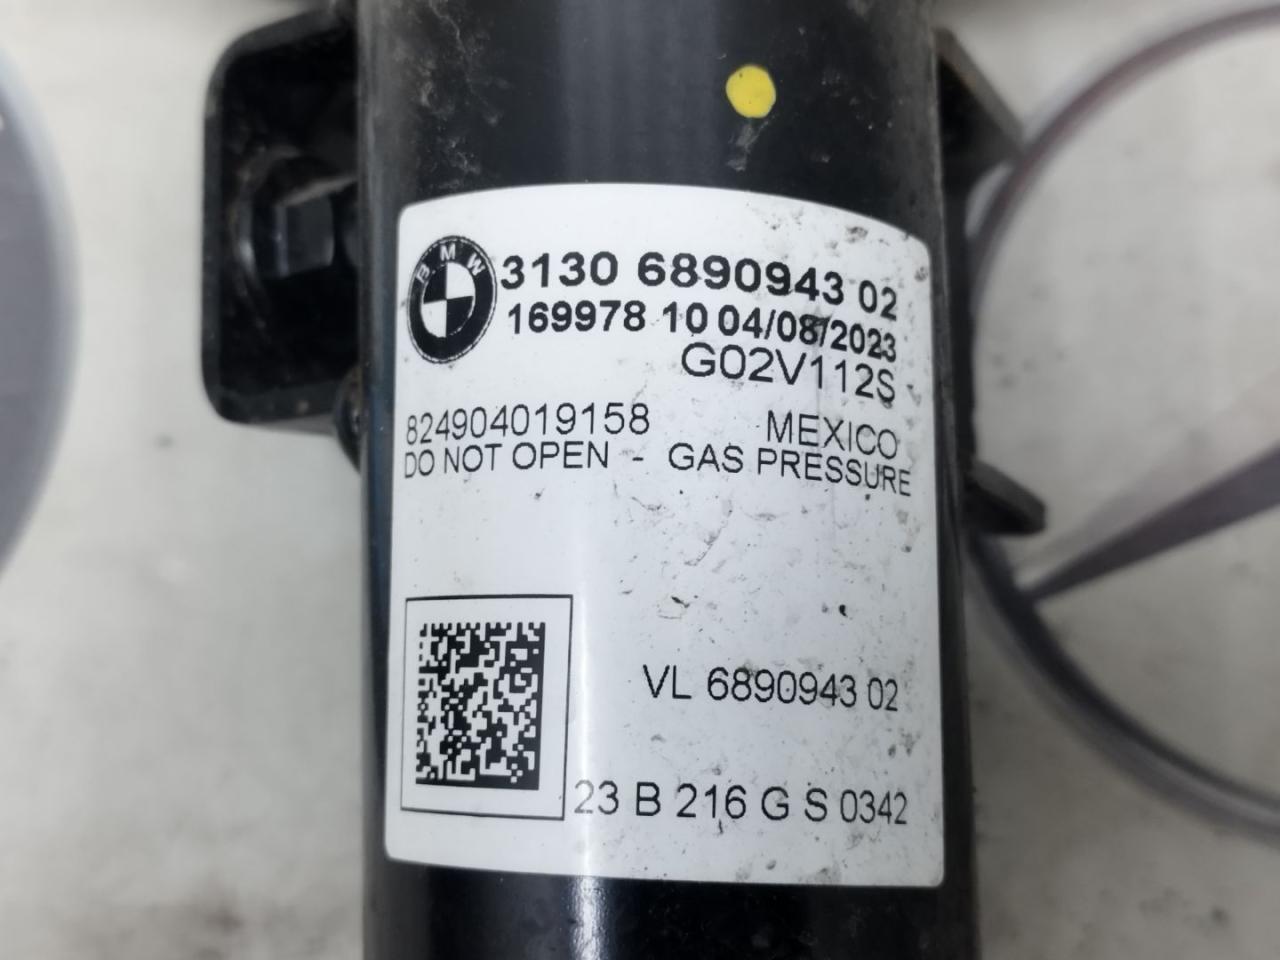 BMW
3130 6890943 02
169978 10 04/08/2023
G02V112S
824904019158 MEXICO
DO NOT OPEN - GAS PRESSURE
VL 6890943 02
23 B 216 G S 0342